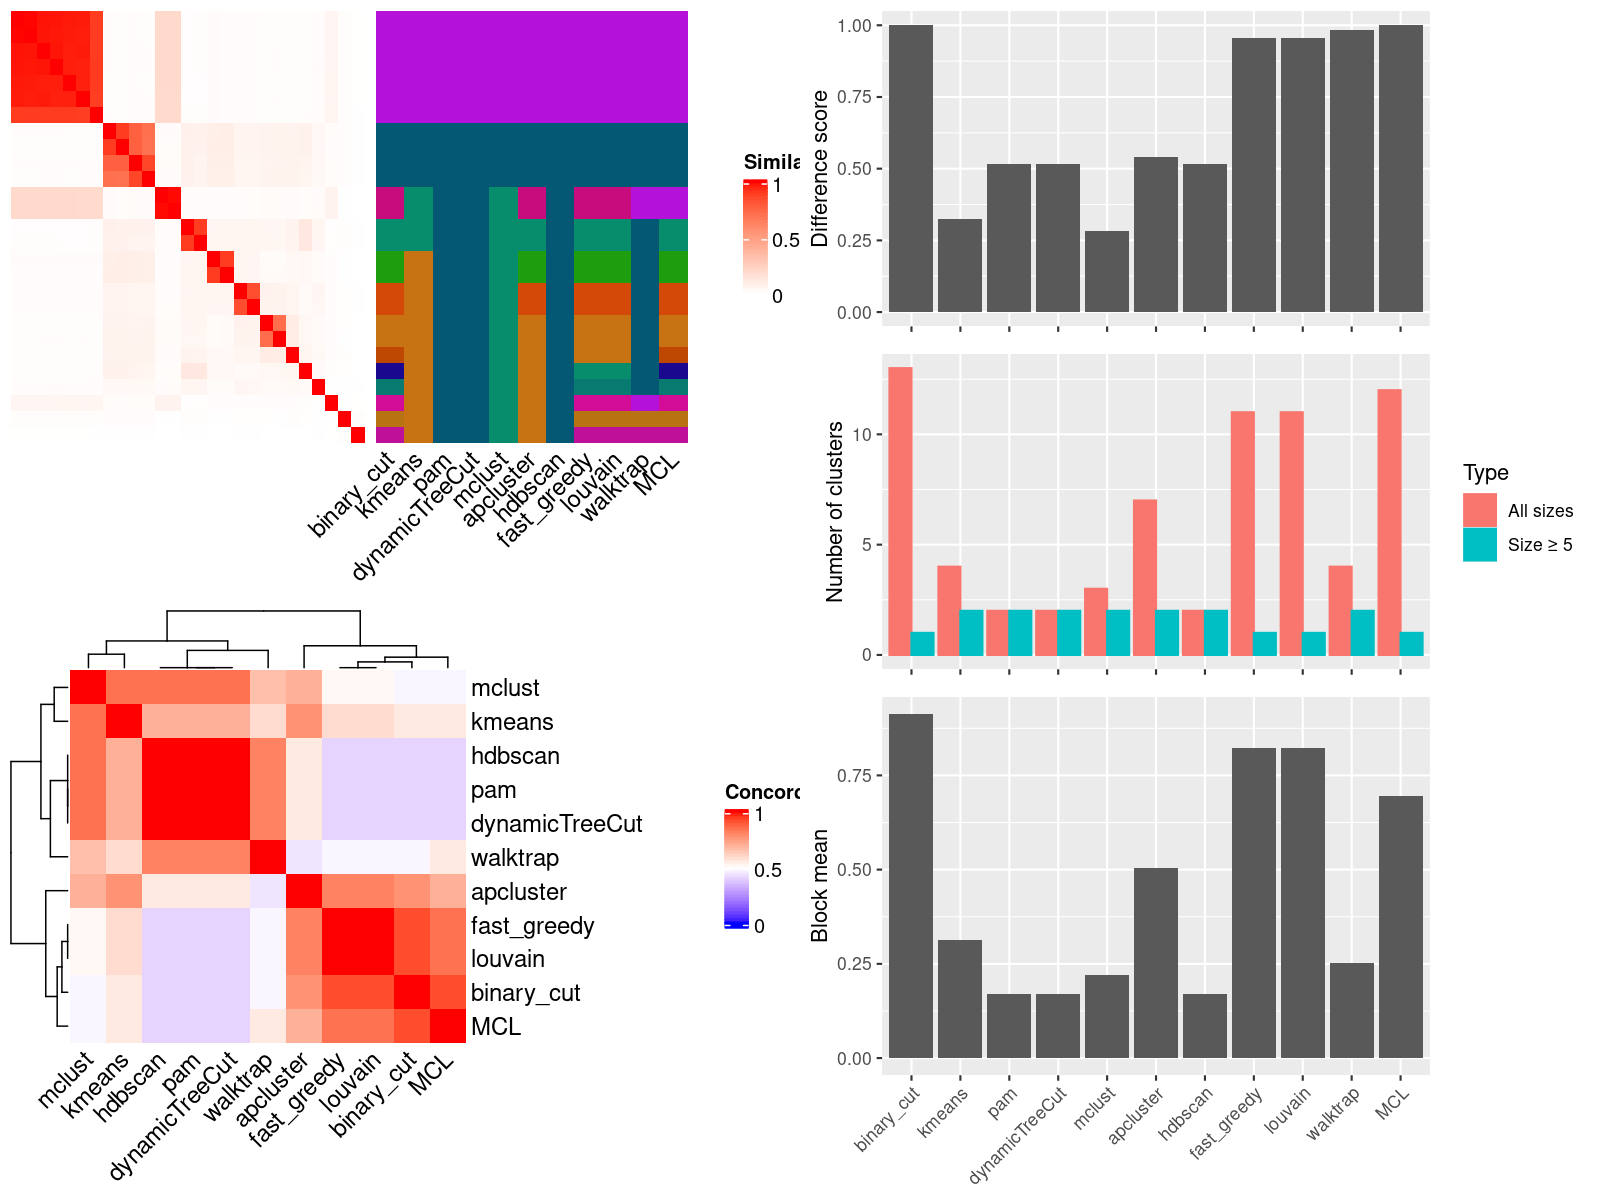 Simila
1
0.5
0
binary_cut
kmeans
pam
dynamicTreeCut
mclust
apcluster
hdbscan
fast_greedy
louvain
walktrap
MCL
mclust
kmeans
hdbscan
pam
dynamicTreeCut
walktrap
apcluster
fast_greedy
louvain
binary_cut
MCL
mclust
kmeans
hdbscan
pam
dynamicTreeCut
walktrap
apcluster
fast_greedy
louvain
binary_cut
MCL
Concord
1
0.5
0
Difference score
1.00
0.75
0.50
0.25
0.00
Number of clusters
10
5
0
Type
All sizes
Size ≥ 5
Block mean
0.75
0.50
0.25
0.00
binary_cut
kmeans
pam
dynamicTreeCut
mclust
apcluster
hdbscan
fast_greedy
louvain
walktrap
MCL